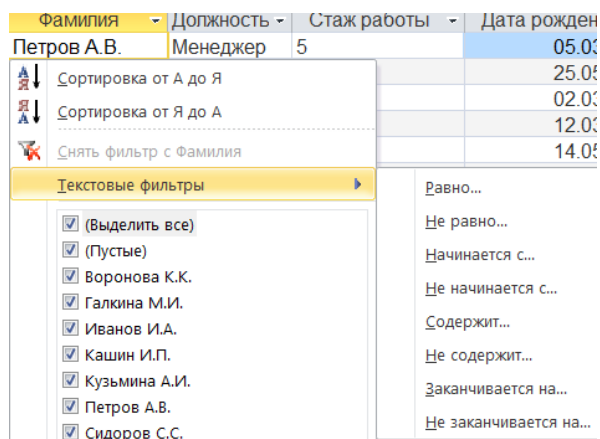 Фамилия Должность Стаж работы Дата рожден
Петров А.В. Менеджер 5 05.03
25.05
02.03
12.03
14.05
Сортировка от А до Я
Сортировка от Я до А
Снять фильтр с Фамилия
Текстовые фильтры
(Выделить все)
(Пустые)
Воронова К.К.
Галкина М.И.
Иванов И.А.
Кашин И.П.
Кузьмина А.И.
Петров А.В.
Сидоров С.С.
Равно...
Не равно...
Начинается с...
Не начинается с...
Содержит...
Не содержит...
Заканчивается на...
Не заканчивается на...